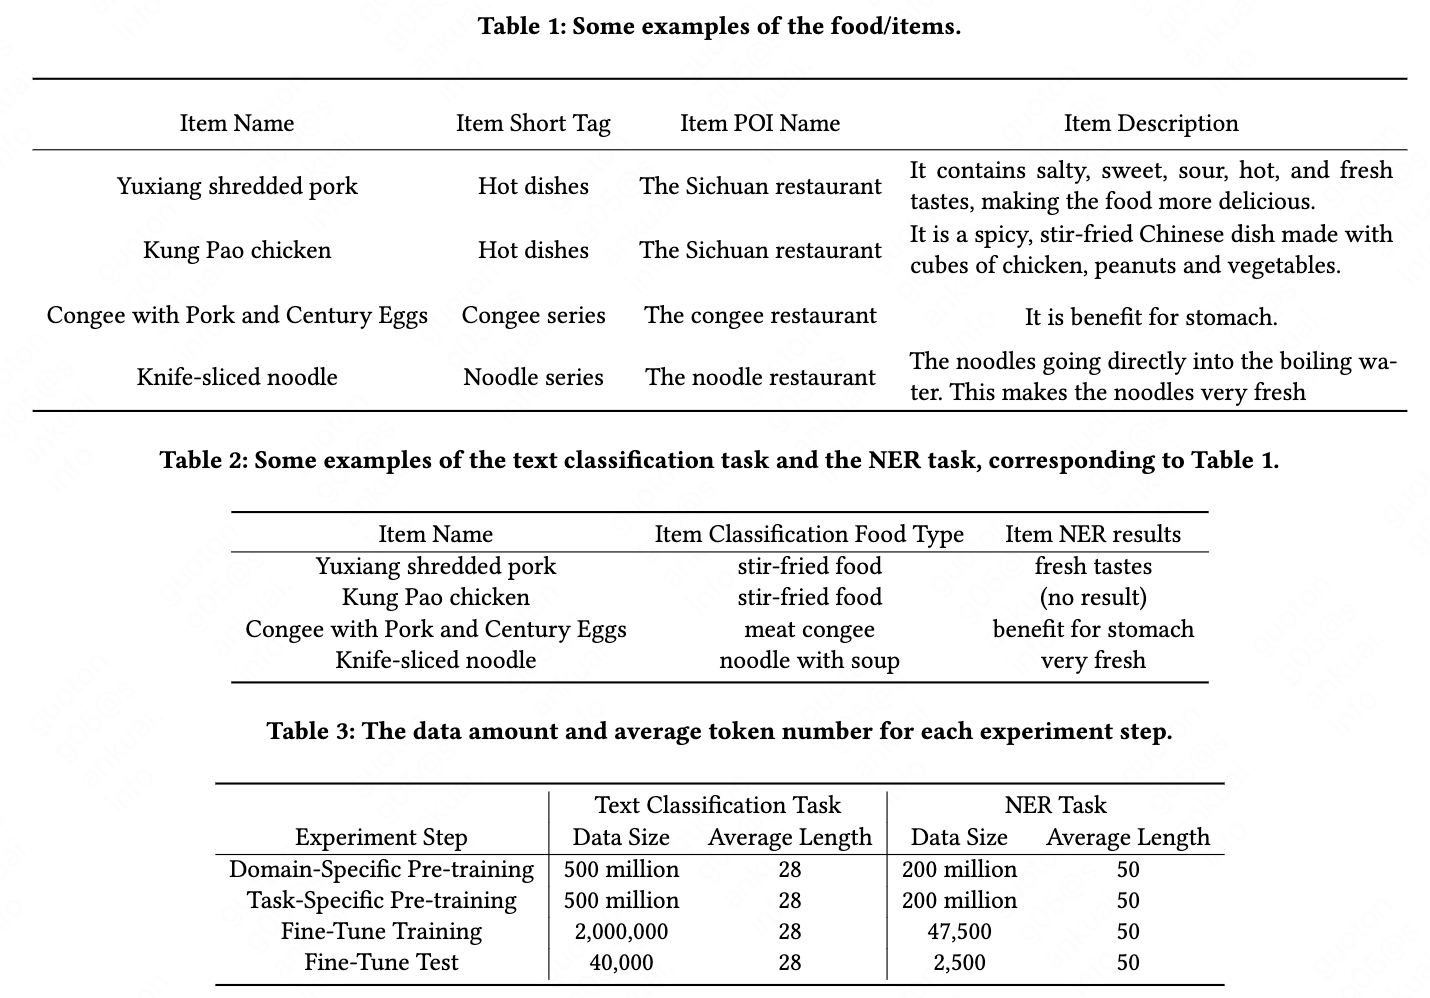 Table 1: Some examples of the food/items.
Item Name Item Short Tag Item POI Name Item Description
Yuxiang shredded pork Hot dishes The Sichuan restaurant It contains salty, sweet, sour, hot, and fresh
tastes, making the food more delicious.
Kung Pao chicken Hot dishes The Sichuan restaurant It is a spicy, stir-fried Chinese dish made with
cubes of chicken, peanuts and vegetables.
Congee with Pork and Century Eggs Congee series The congee restaurant It is benefit for stomach.
Knife-sliced noodle Noodle series The noodle restaurant The noodles going directly into the boiling wa-
ter. This makes the noodles very fresh
Table 2: Some examples of the text classification task and the NER task, corresponding to Table 1.
Item Name Item Classification Food Type Item NER results
Yuxiang shredded pork stir-fried food fresh tastes
Kung Pao chicken stir-fried food (no result)
Congee with Pork and Century Eggs meat congee benefit for stomach
Knife-sliced noodle noodle with soup very fresh
Table 3: The data amount and average token number for each experiment step.
Text Classification Task NER Task
Experiment Step Data Size Average Length Data Size Average Length
Domain-Specific Pre-training 500 million 28 200 million 50
Task-Specific Pre-training 500 million 28 200 million 50
Fine-Tune Training 2,000,000 28 47,500 50
Fine-Tune Test 40,000 28 2,500 50